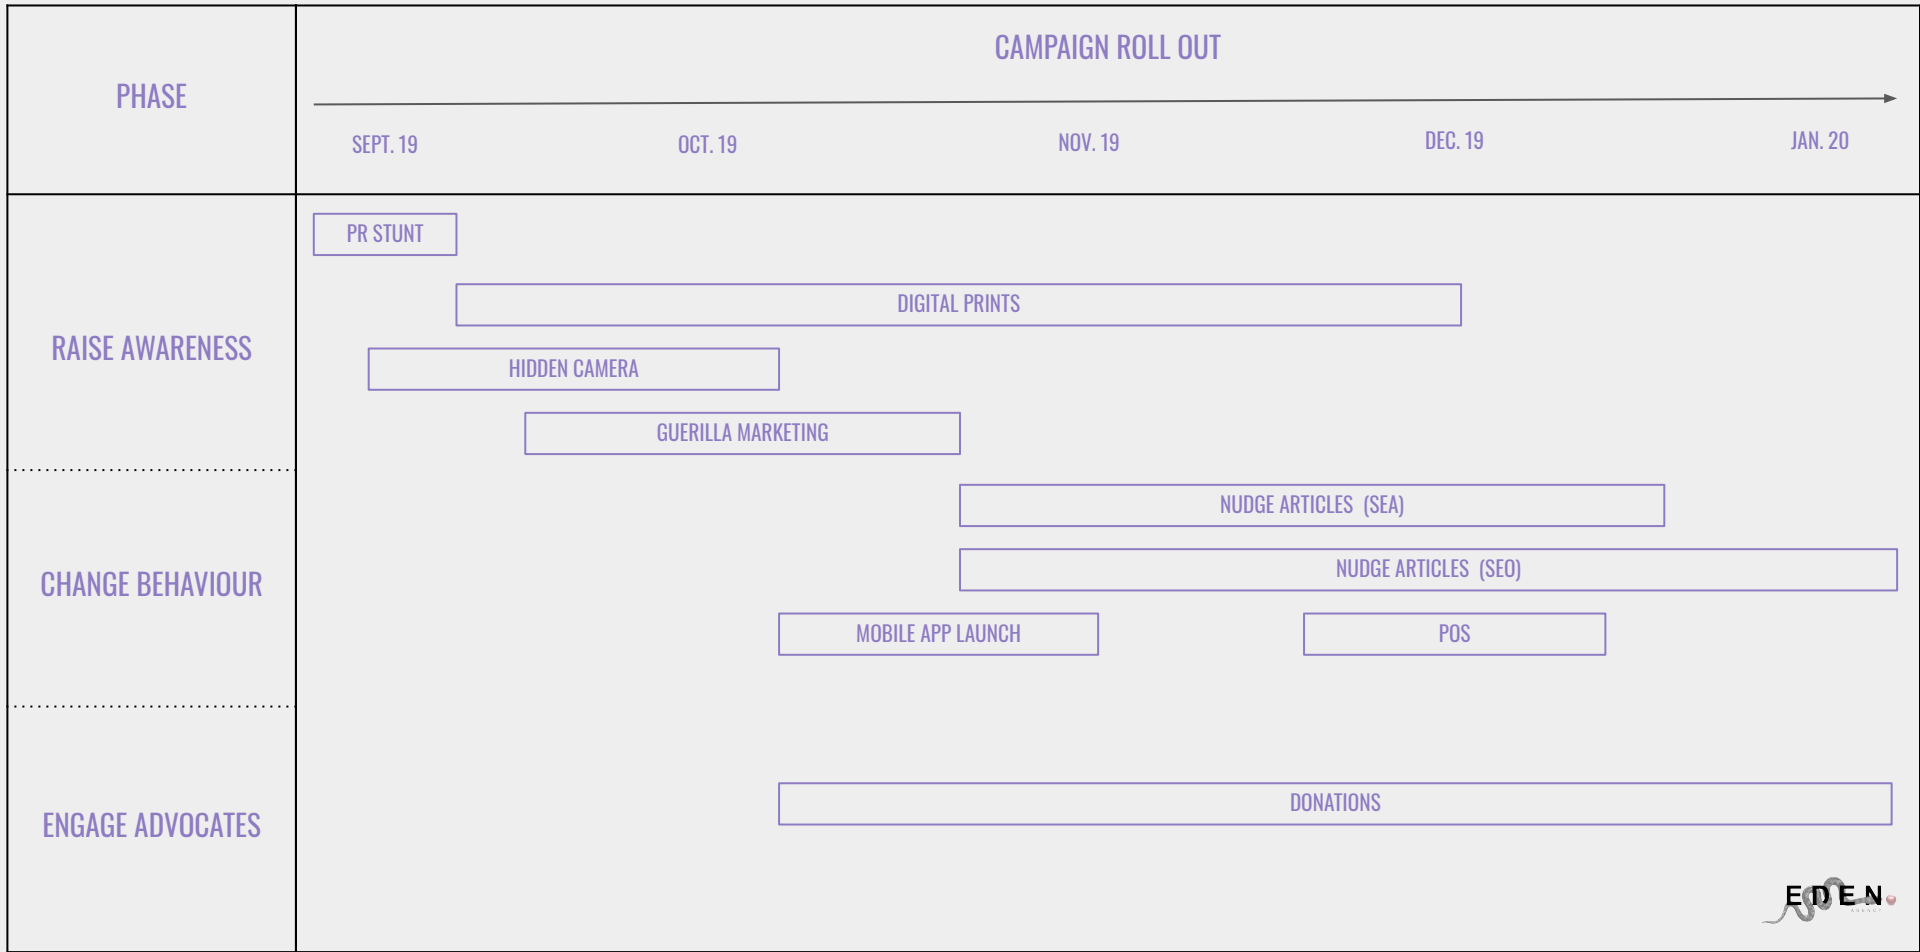 PHASE
CAMPAIGN ROLL OUT
SEPT. 19
OCT. 19
NOV. 19
DEC. 19
JAN. 20
RAISE AWARENESS
PR STUNT
DIGITAL PRINTS
HIDDEN CAMERA
GUERILLA MARKETING
CHANGE BEHAVIOUR
NUDGE ARTICLES (SEA)
NUDGE ARTICLES (SEO)
MOBILE APP LAUNCH
POS
ENGAGE ADVOCATES
DONATIONS
EDEN
AGENCY